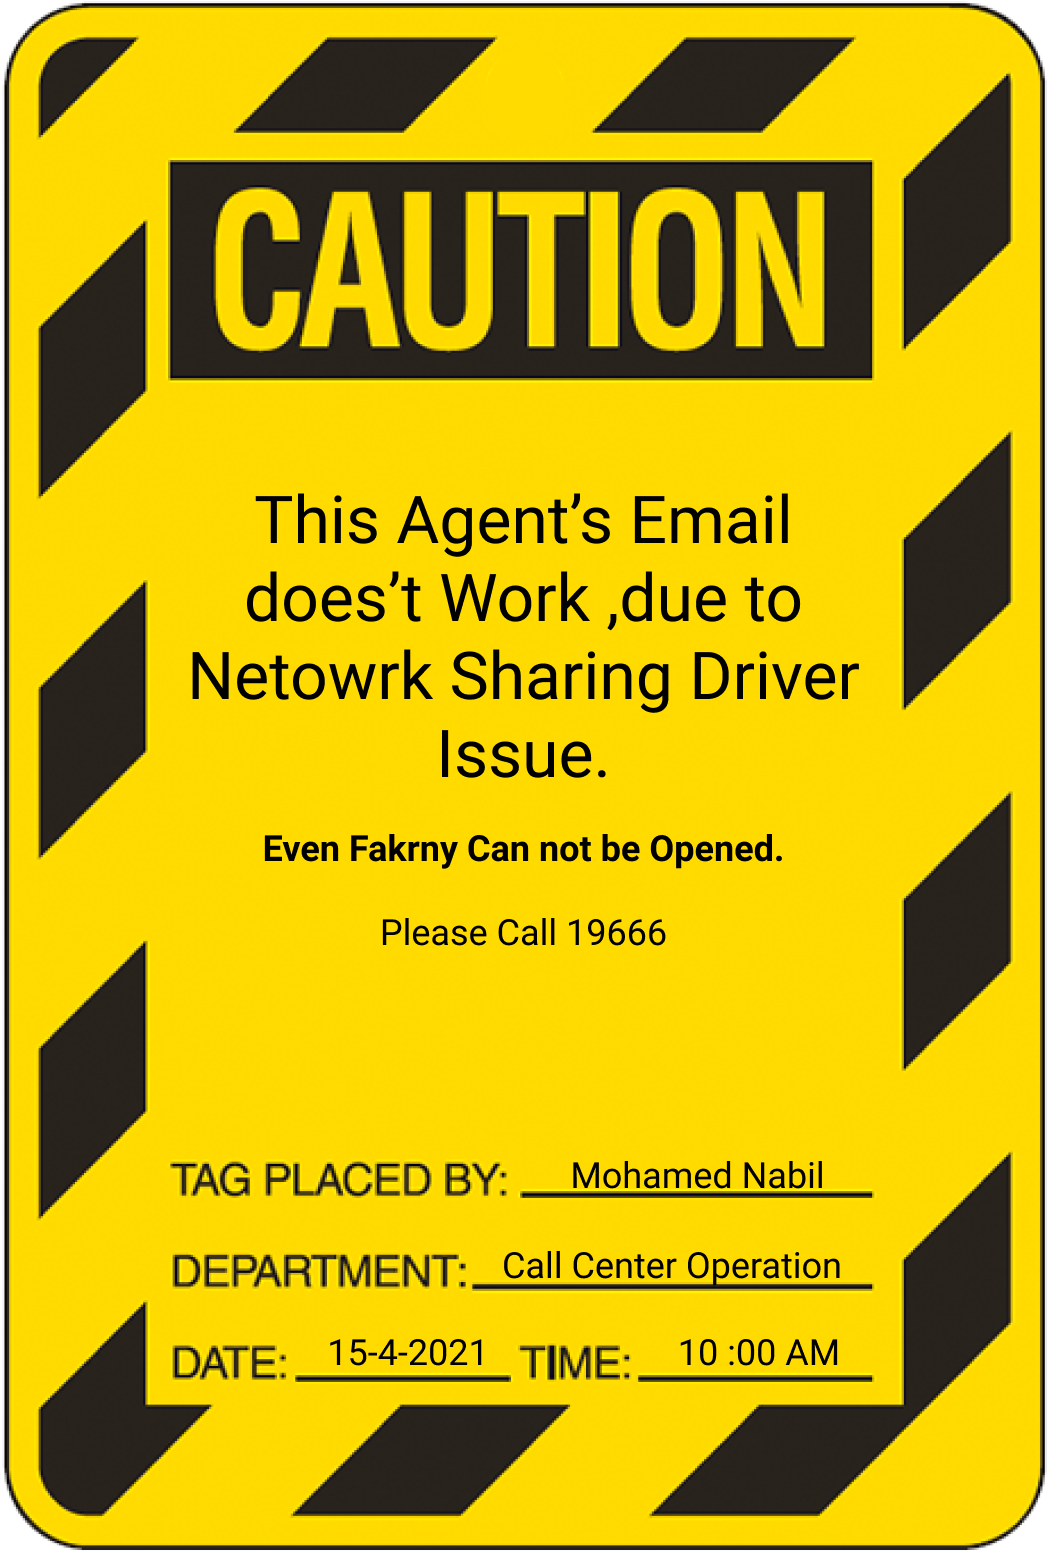 CAUTION
This Agent’s Email
does’t Work ,due to
Netowrk Sharing Driver
Issue.
Even Fakrny Can not be Opened.
Please Call 19666
TAG PLACED BY: Mohamed Nabil
DEPARTMENT: Call Center Operation
DATE: 15-4-2021 TIME: 10 :00 AM